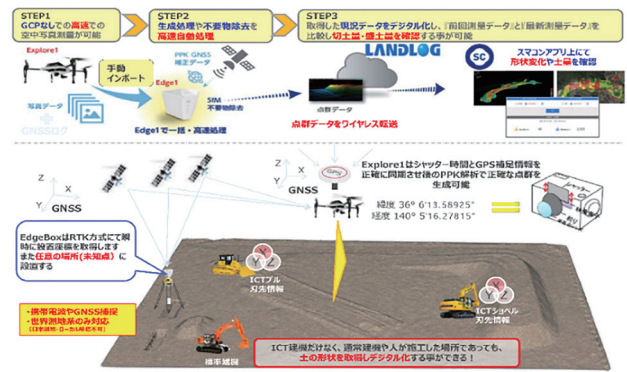 STEP1
GCPなしでの高速での
空中写真測量が可能
STEP2
生成処理や不要物除去を
高速自動処理
STEP3
取得した現況データをデジタル化し、『前回測量データ』と『最新測量データ』を
比較し切土量・盛土量を確認する事が可能
Explore1
手動
インポート
写真データ
+GNSSログ
PPK GNSS
補正データ
Edge1
SIM
不要物除去
Edge1で一括・高速処理
LANDLOG
点群データ
点群データをワイヤレス転送
SC
スマコンアプリ上にて
形状変化や土量を確認
Z
X
Y
GNSS
Z
X
Y
GNSS
Explore1はシャッター時間とGPS補足情報を
正確に同期させ後のPPK解析で正確な点群を
生成可能
緯度 36° 6'13.58925"
経度 140° 5'16.27815"
シャッター
絞り
EdgeBoxはRTK方式にて瞬
時に設置座標を取得します
また任意の場所(未知点)に
設置する
X
Y Z
ICTブル
刃先情報
X
Y Z
ICTショベル
刃先情報
・携帯電波やGNSS捕捉
・世界測地系のみ対応
標準建機
ICT建機だけなく、通常建機や人が施工した場所であっても、
土の形状を取得しデジタル化する事ができる！